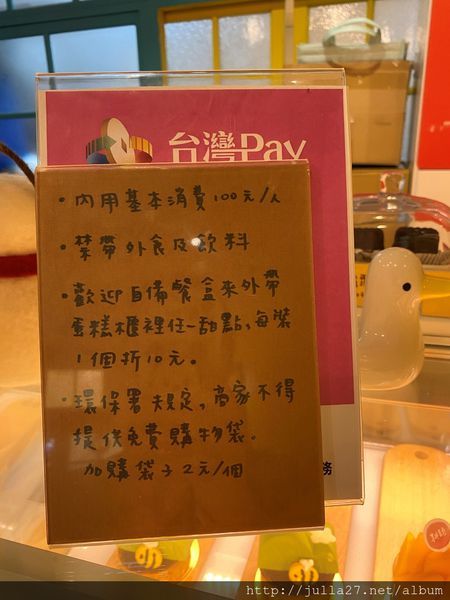 台灣Pay
・內用基本消費100元/人
・禁帶外食及飲料
・歡迎自備餐盒來外帶
蛋糕櫃裡任一甜點，每裝
1個折10元。
・環保署規定，商家不得
提供免費購物袋。
加購袋子2元/個
務
http://julla27.net/album